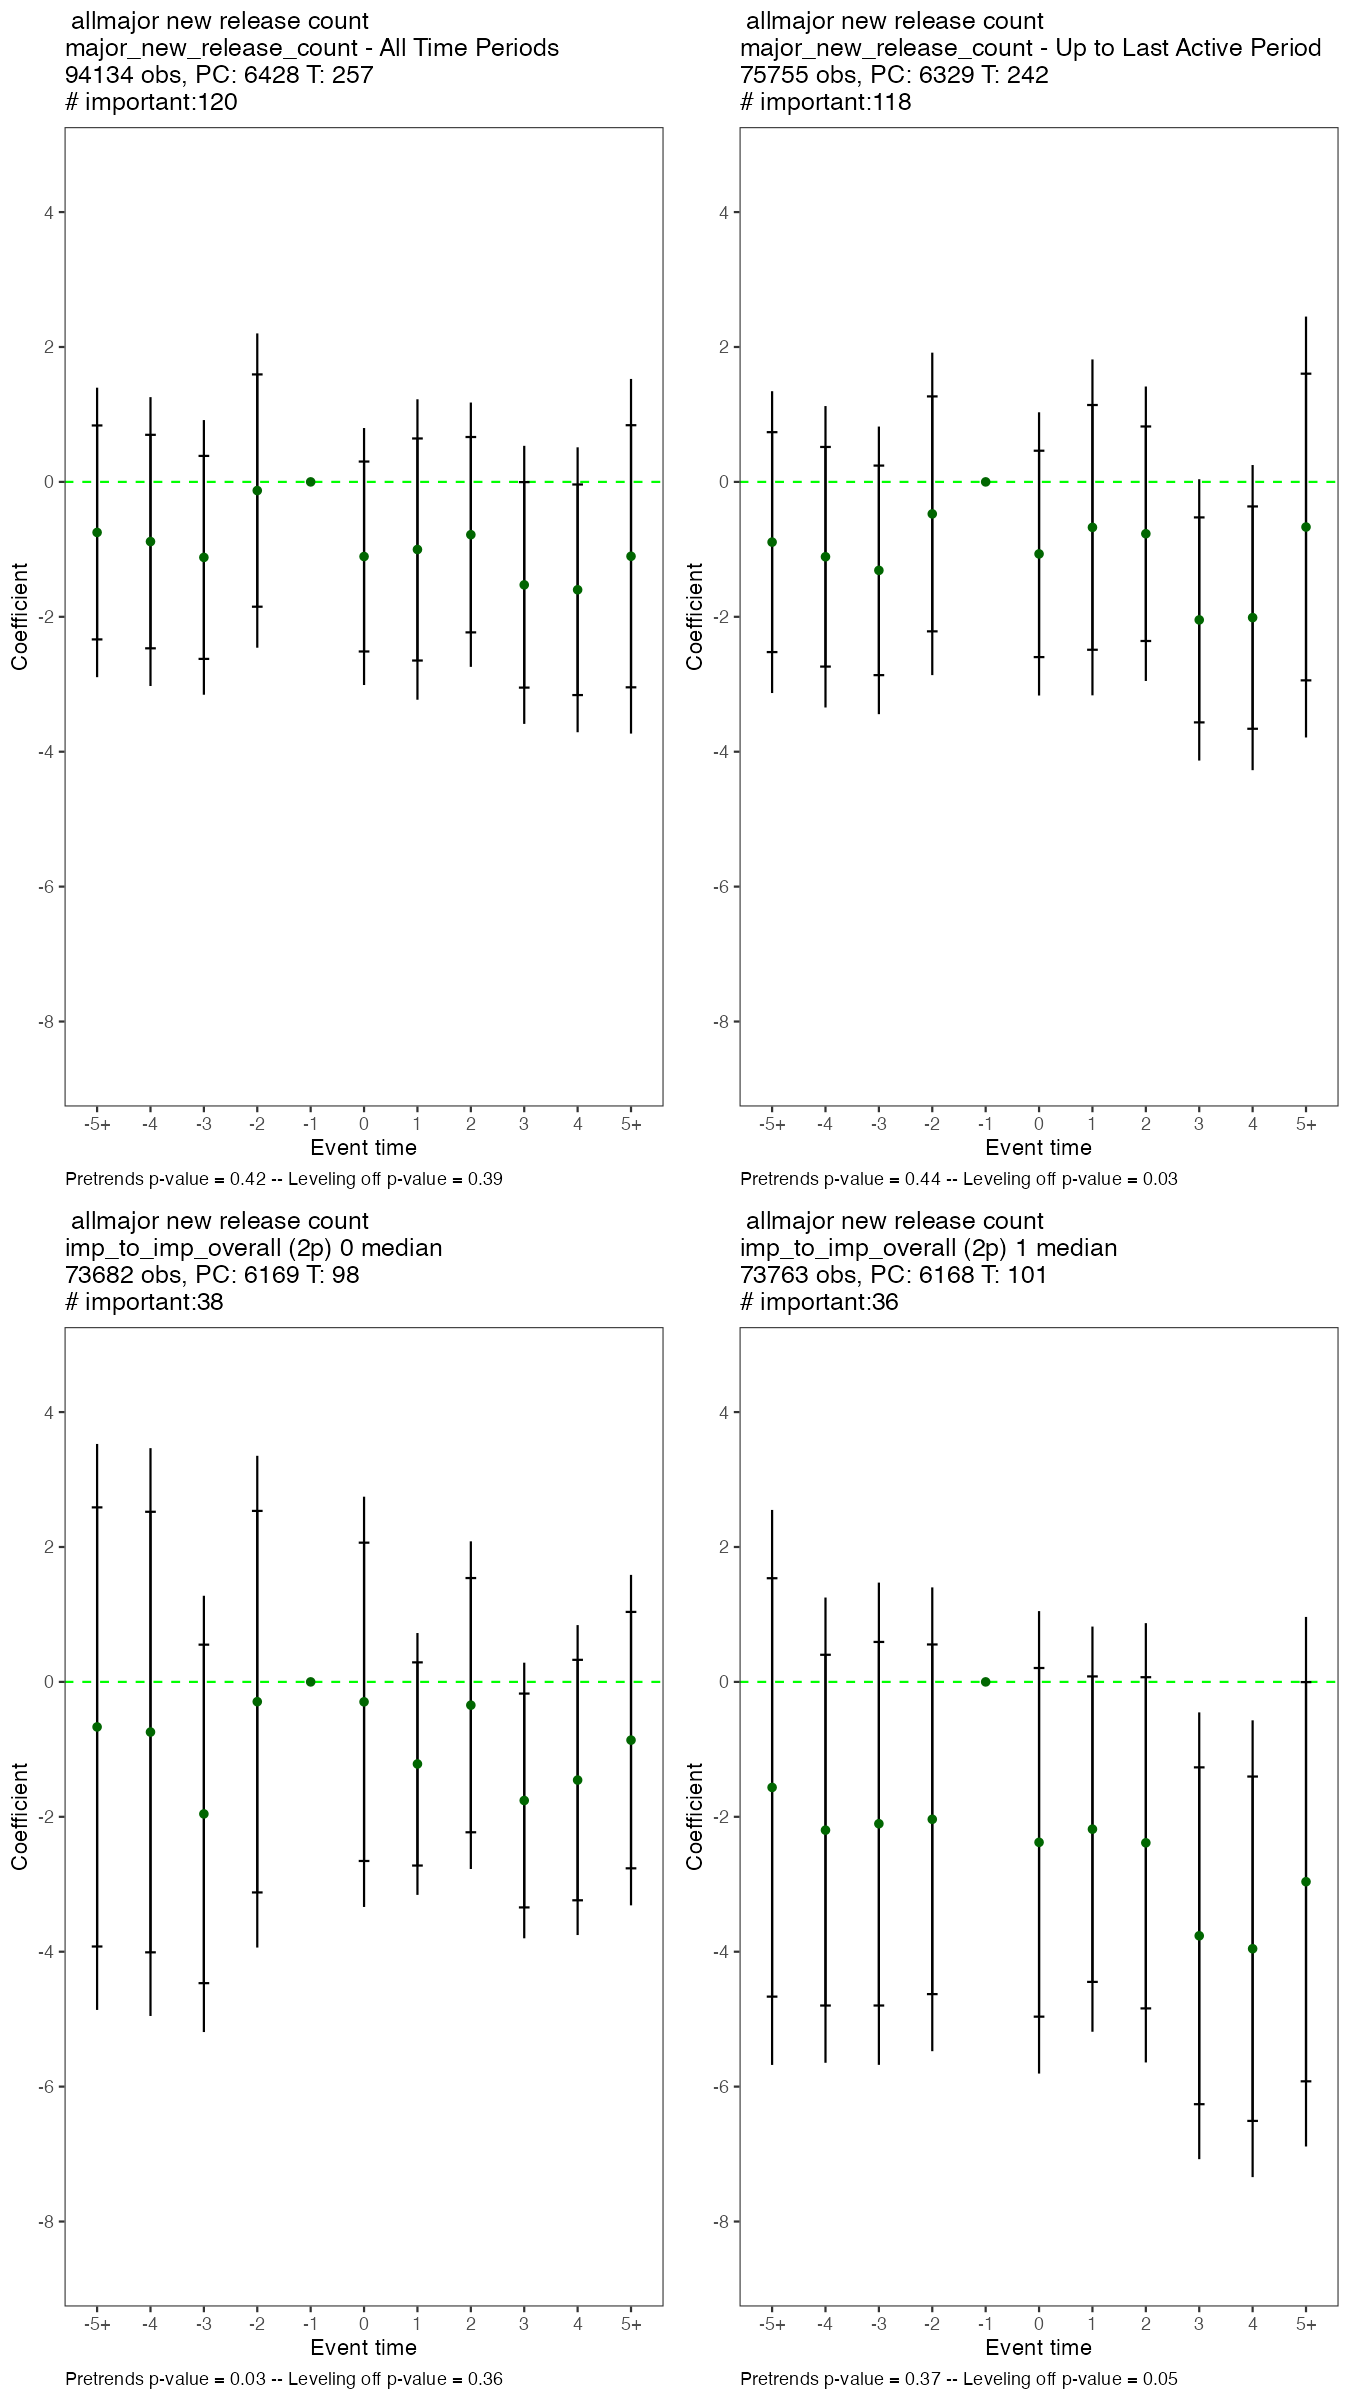 allmajor new release count
major_new_release_count - All Time Periods
94134 obs, PC: 6428 T: 257
# important:120
4
2
0
-2
-4
-6
-8
Coefficient
-5+ -4 -3 -2 -1 0 1 2 3 4 5+
Event time
Pretrends p-value = 0.42 -- Leveling off p-value = 0.39
allmajor new release count
major_new_release_count - Up to Last Active Period
75755 obs, PC: 6329 T: 242
# important:118
4
2
0
-2
-4
-6
-8
Coefficient
-5+ -4 -3 -2 -1 0 1 2 3 4 5+
Event time
Pretrends p-value = 0.44 -- Leveling off p-value = 0.03
allmajor new release count
imp_to_imp_overall (2p) 0 median
73682 obs, PC: 6169 T: 98
# important:38
4
2
0
-2
-4
-6
-8
Coefficient
-5+ -4 -3 -2 -1 0 1 2 3 4 5+
Event time
Pretrends p-value = 0.03 -- Leveling off p-value = 0.36
allmajor new release count
imp_to_imp_overall (2p) 1 median
73763 obs, PC: 6168 T: 101
# important:36
4
2
0
-2
-4
-6
-8
Coefficient
-5+ -4 -3 -2 -1 0 1 2 3 4 5+
Event time
Pretrends p-value = 0.37 -- Leveling off p-value = 0.05